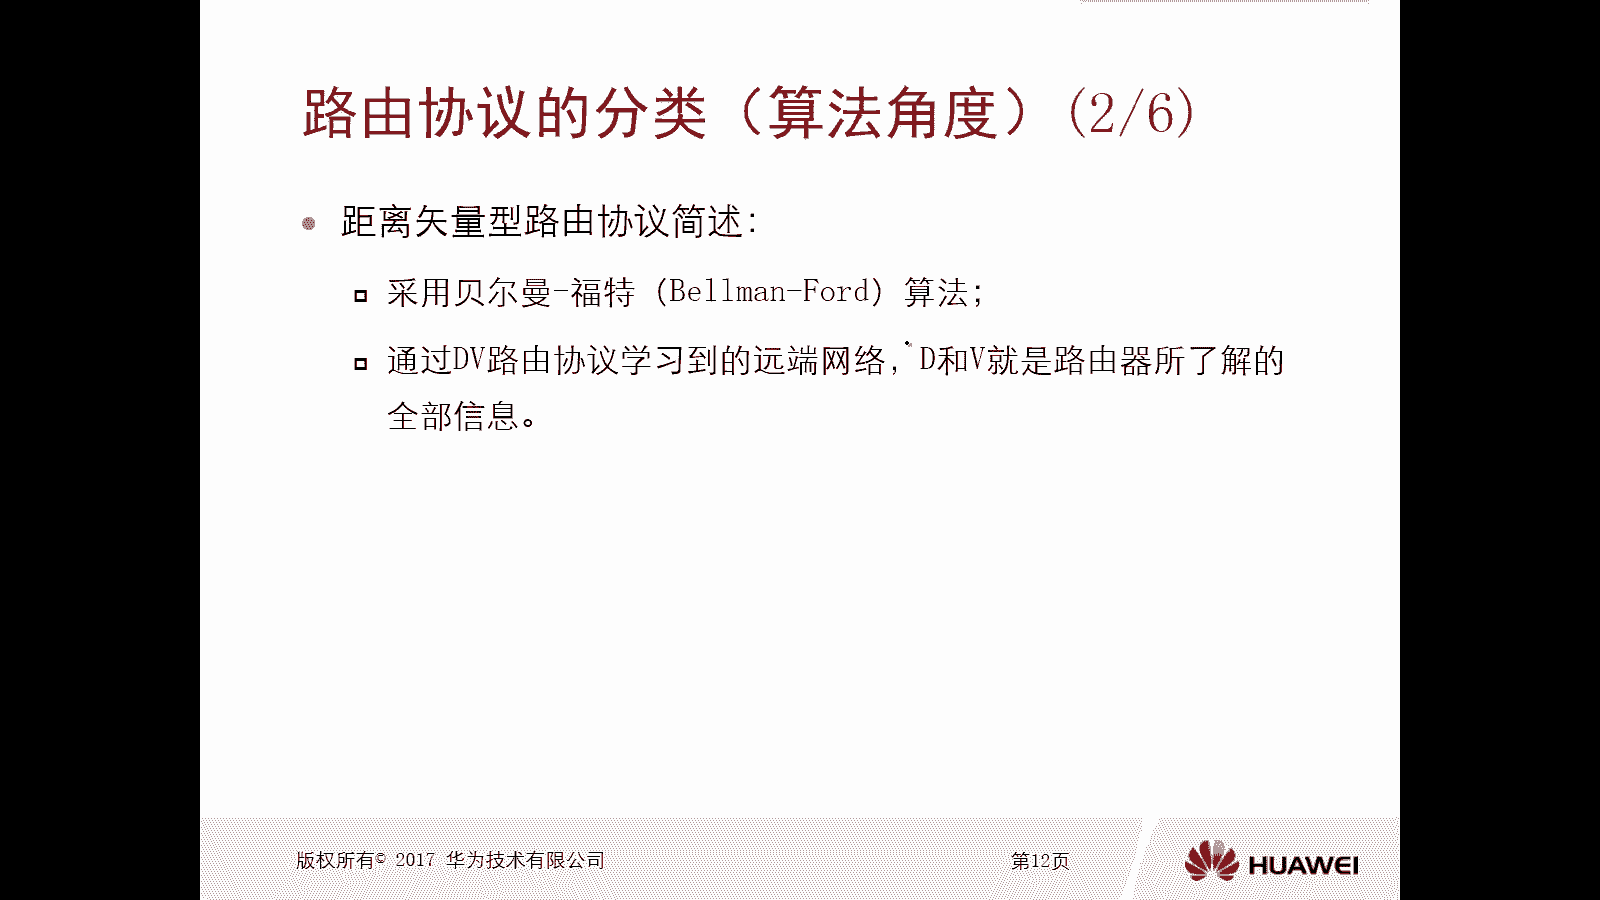 路由协议的分类（算法角度）(2/6)
距离矢量型路由协议简述：
采用贝尔曼-福特（Bellman-Ford）算法；
通过DV路由协议学习到的远端网络，D和V就是路由器所了解的
全部信息。
版权所有© 2017 华为技术有限公司
第12页
HUAWEI